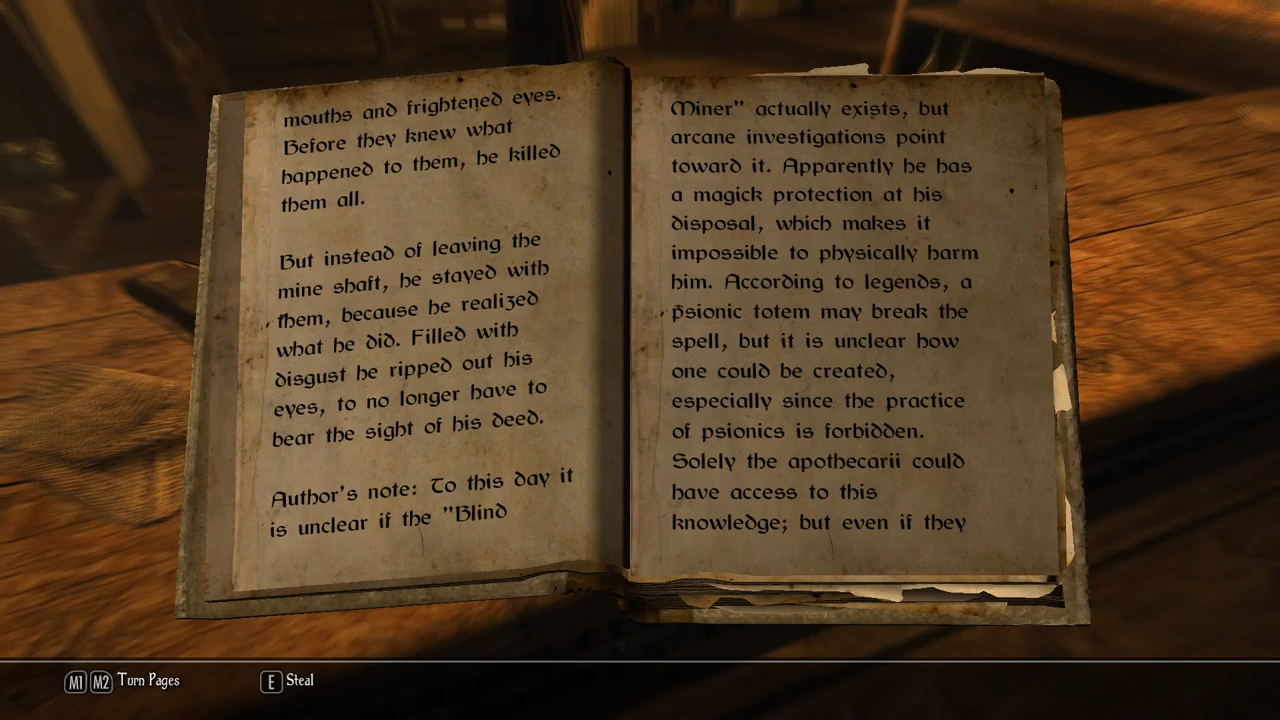 mouths and frightened eyes.
Before they knew what
happened to them, he killed
them all.
But instead of leaving the
mine shaft, he stayed with
them, because he realized
what he did. Filled with
disgust he ripped out his
eyes, to no longer have to
bear the sight of his deed.
Author's note: To this day it
is unclear if the "Blind
Miner" actually exists, but
arcane investigations point
toward it. Apparently he has
a magick protection at his
disposal, which makes it
impossible to physically harm
him. According to legends, a
psionic totem may break the
spell, but it is unclear how
one could be created,
especially since the practice
of psionics is forbidden.
Solely the apothecarii could
have access to this
knowledge; but even if they
M1 M2 Turn Pages
E Steal